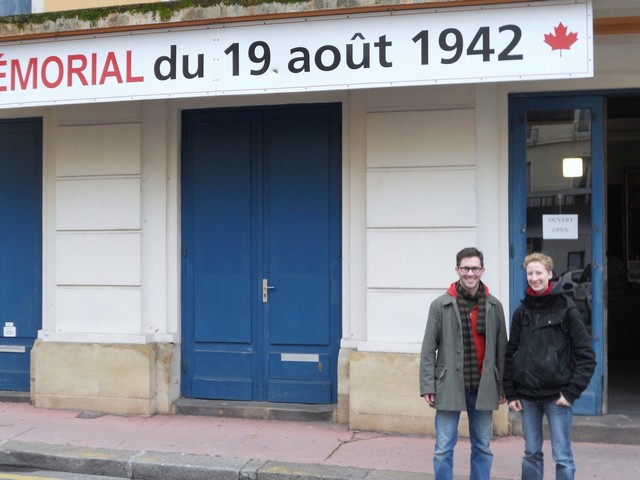 ÉMORIAL du 19 août 1942
OUVERT
OPEN